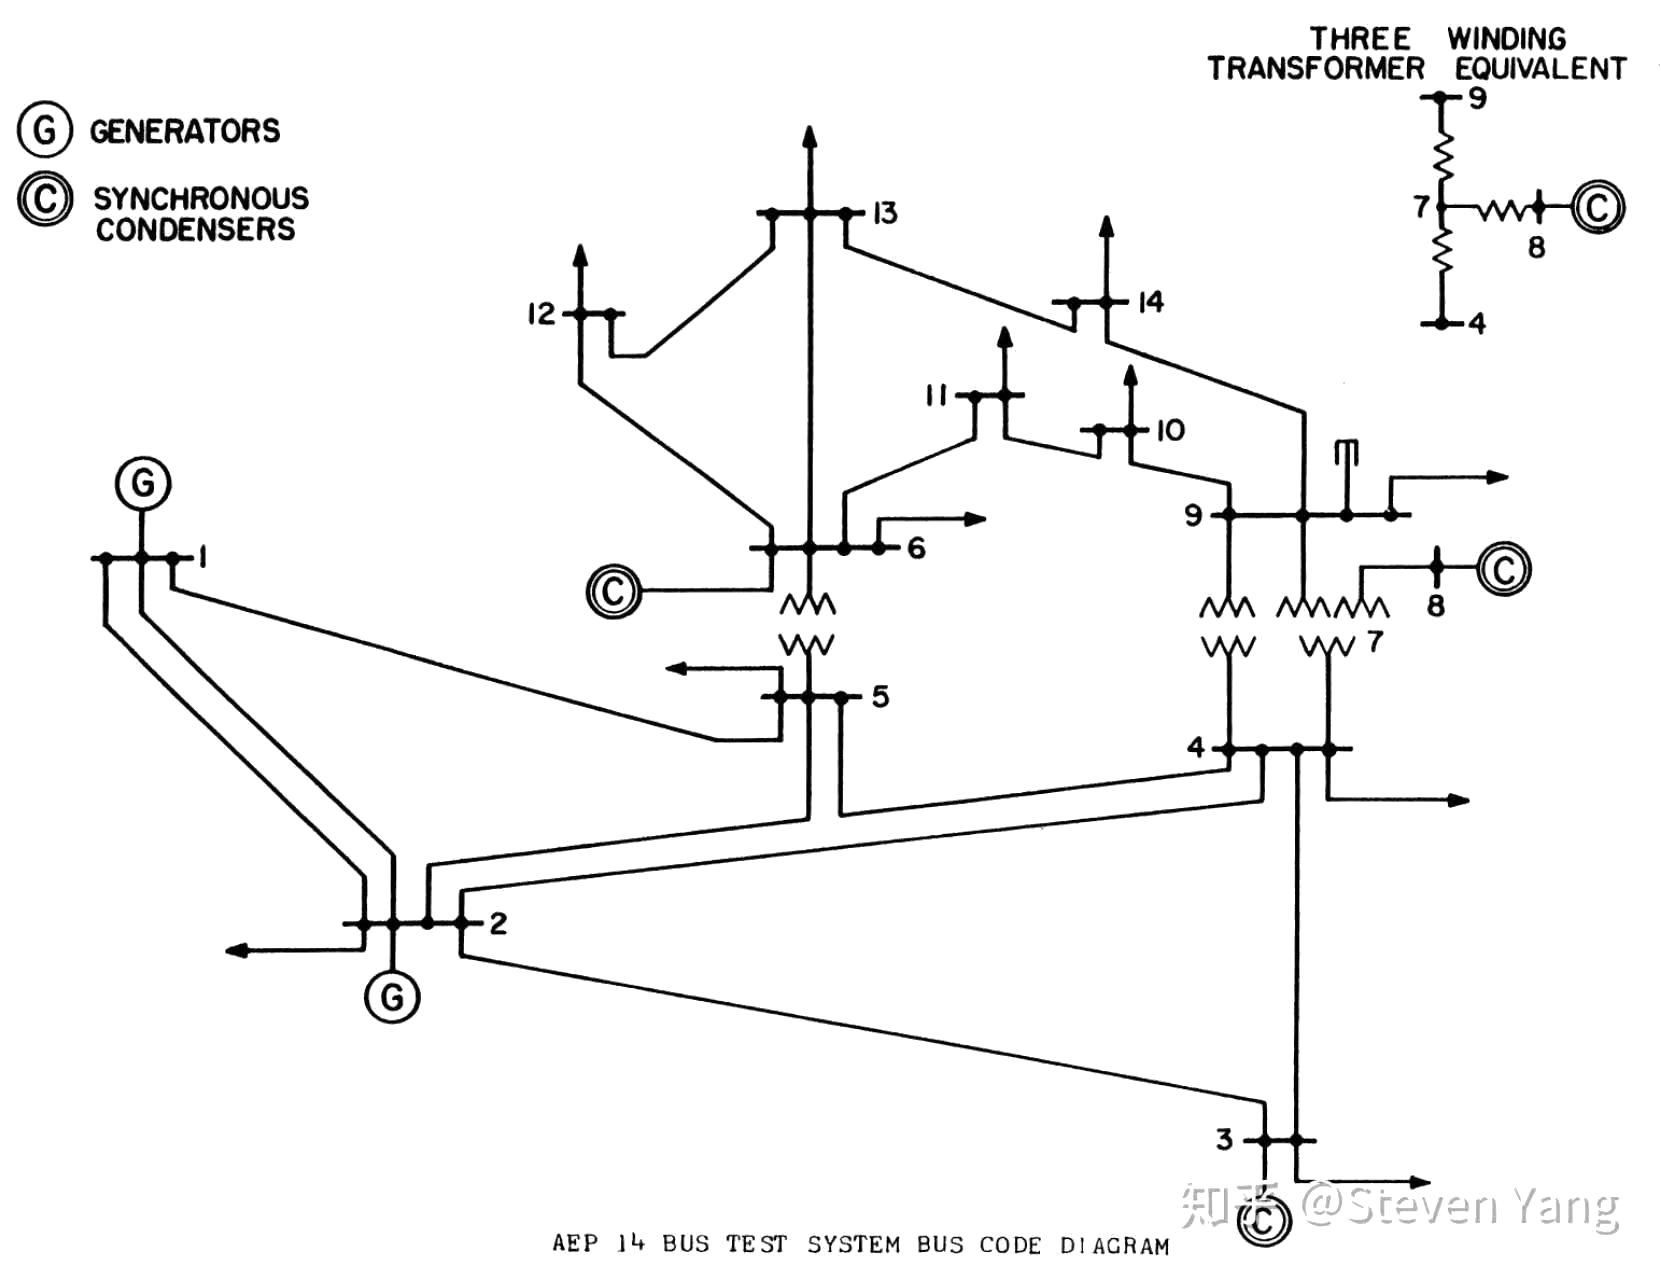 THREE WINDING
TRANSFORMER EQUIVALENT
9
7
C
8
4
G GENERATORS
C SYNCHRONOUS
CONDENSERS
13
12
14
11
10
G
9
1
6
C
C
8
7
5
4
2
G
3
C
知乎 @Steven Yang
AEP 14 BUS TEST SYSTEM BUS CODE DIAGRAM